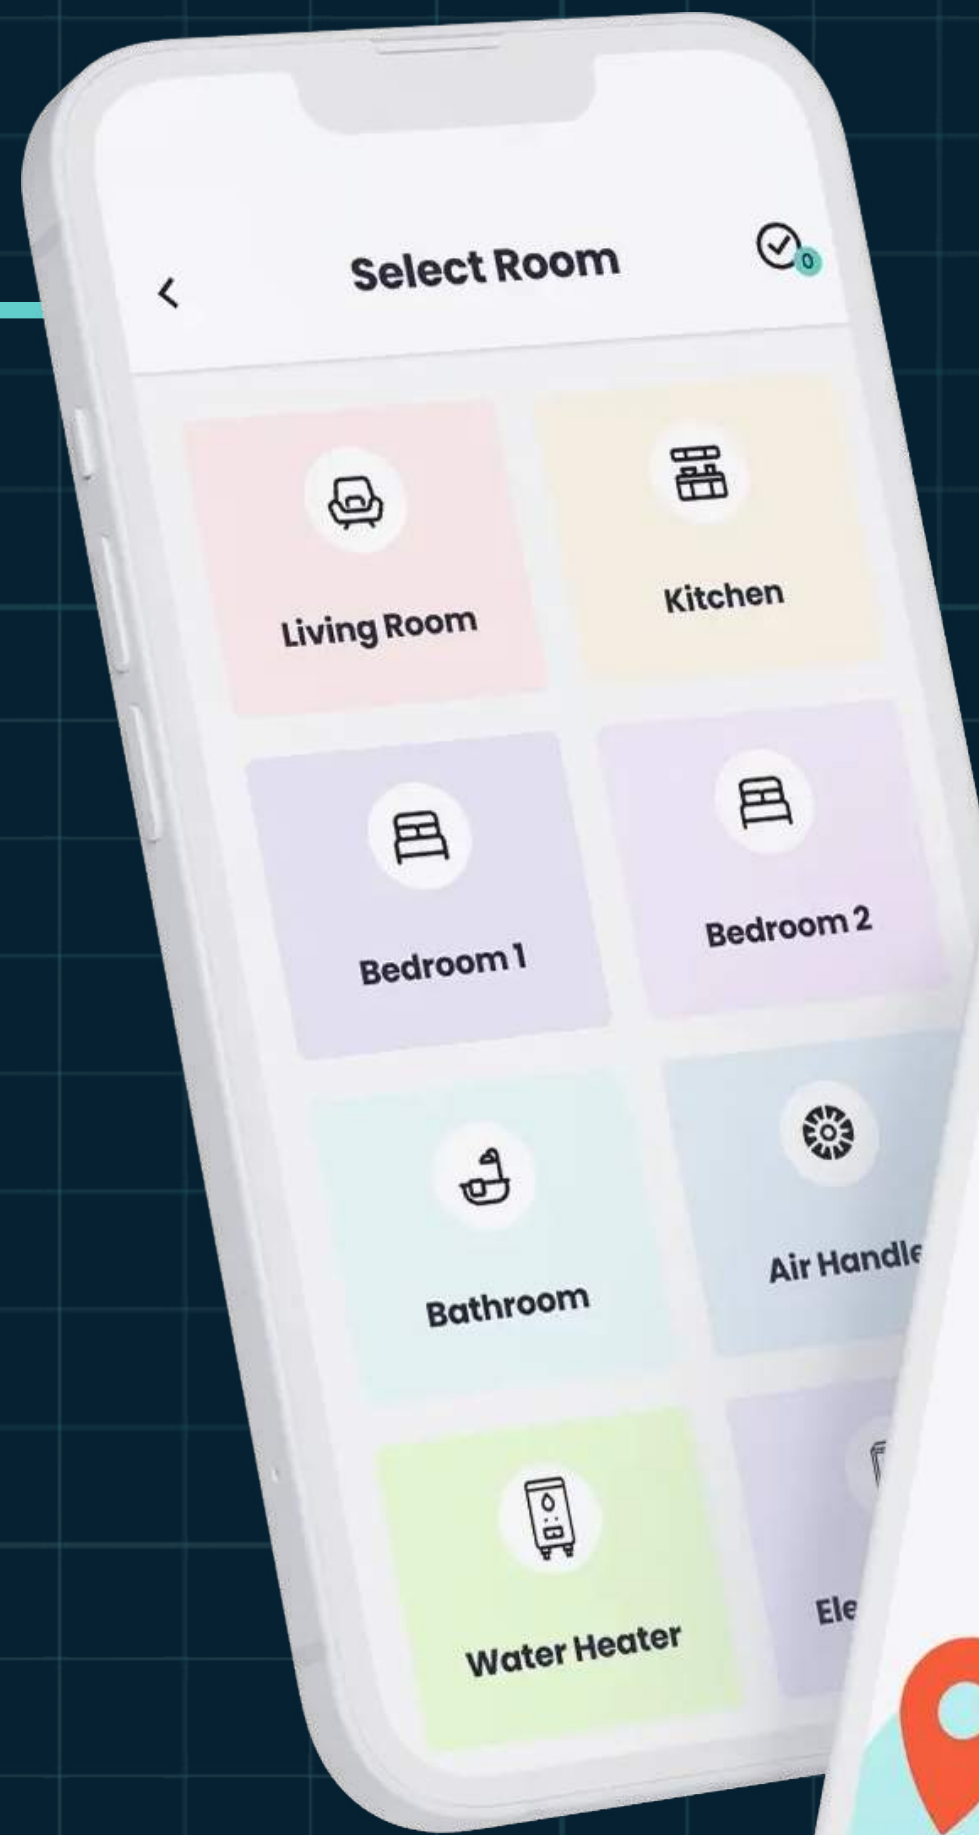 Select Room
0
Living Room
Kitchen
Bedroom 1
Bedroom 2
Bathroom
Air Handle
Water Heater
Ele